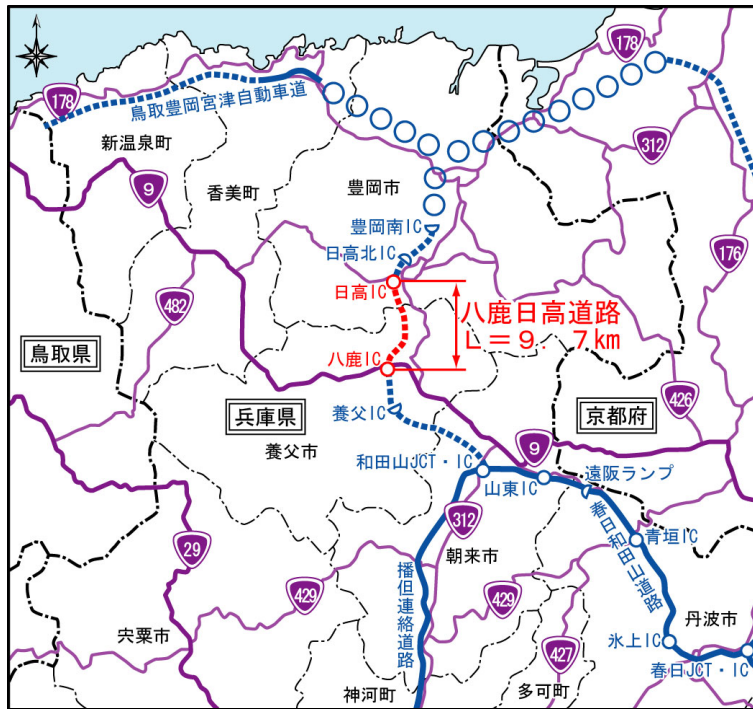 178
178
鳥取豊岡宮津自動車道
新温泉町
312
9
香美町
豊岡市
豊岡南IC
日高北IC
176
日高IC
482
八鹿日高道路
L=9.7km
鳥取県
八鹿IC
兵庫県
養父IC
京都府
426
養父市
9
和田山JCT・IC
山東IC
遠阪ランプ
春日和田山道路
312
青垣IC
29
朝来市
播但連絡道路
429
429
丹波市
宍粟市
氷上IC
427
春日JCT・IC
神河町
多可町